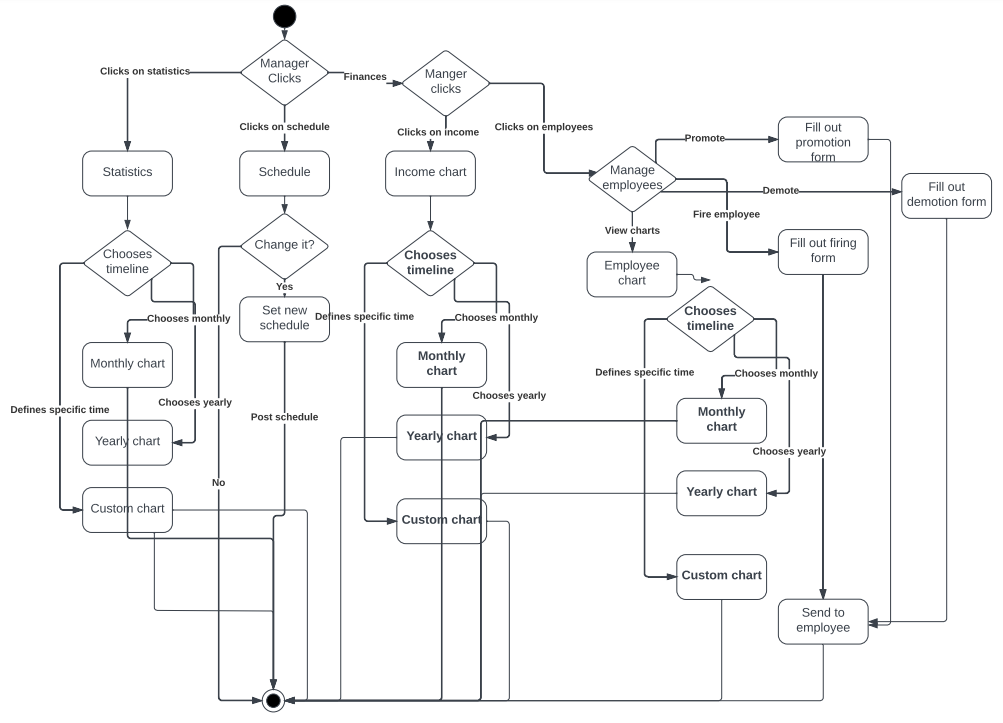 Manager
Clicks
Clicks on statistics
Finances
Manger
clicks
Clicks on schedule
Clicks on income
Clicks on employees
Fill out
promotion
form
Promote
Statistics
Schedule
Income chart
Manage
employees
Demote
Fill out
demotion form
Fire employee
View charts
Chooses
timeline
Change it?
Chooses
timeline
Fill out firing
form
Employee
chart
Yes
Set new
schedule
Defines specific time
Chooses monthly
Chooses monthly
Chooses
timeline
Monthly chart
Monthly
chart
Defines specific time
Chooses monthly
Chooses yearly
Chooses yearly
Defines specific time
Post schedule
Monthly
chart
Yearly chart
Yearly chart
Chooses yearly
No
Yearly chart
Custom chart
Custom chart
Custom chart
Send to
employee